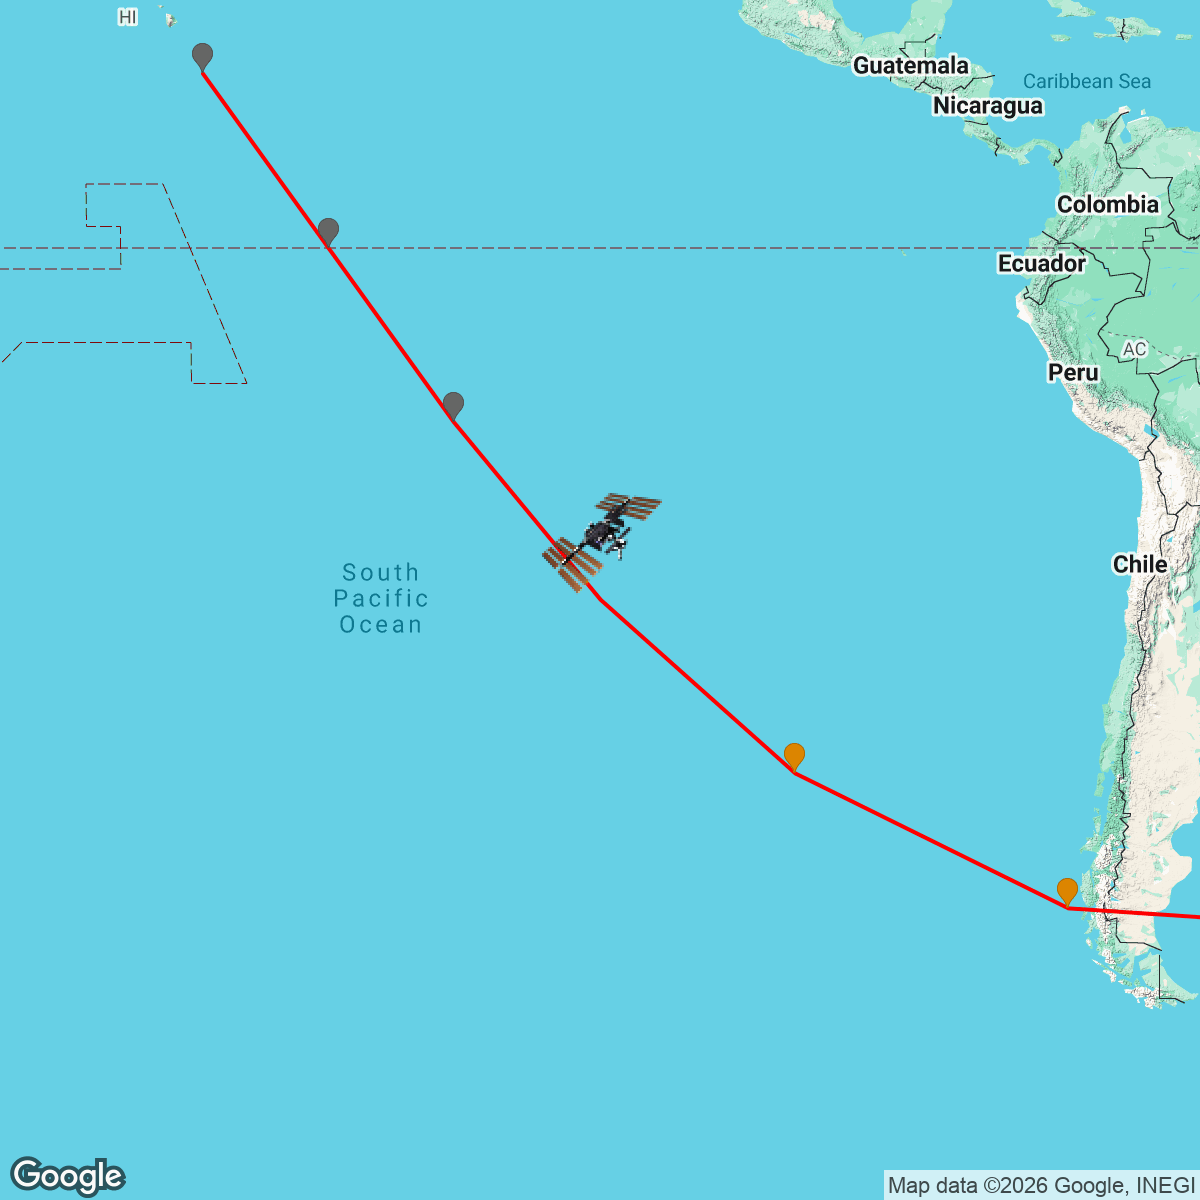 HI
Guatemala
Caribbean Sea
Nicaragua
Colombia
Ecuador
AC
Peru
Chile
South
Pacific
Ocean
Google
Map data ©2026 Google, INEGI